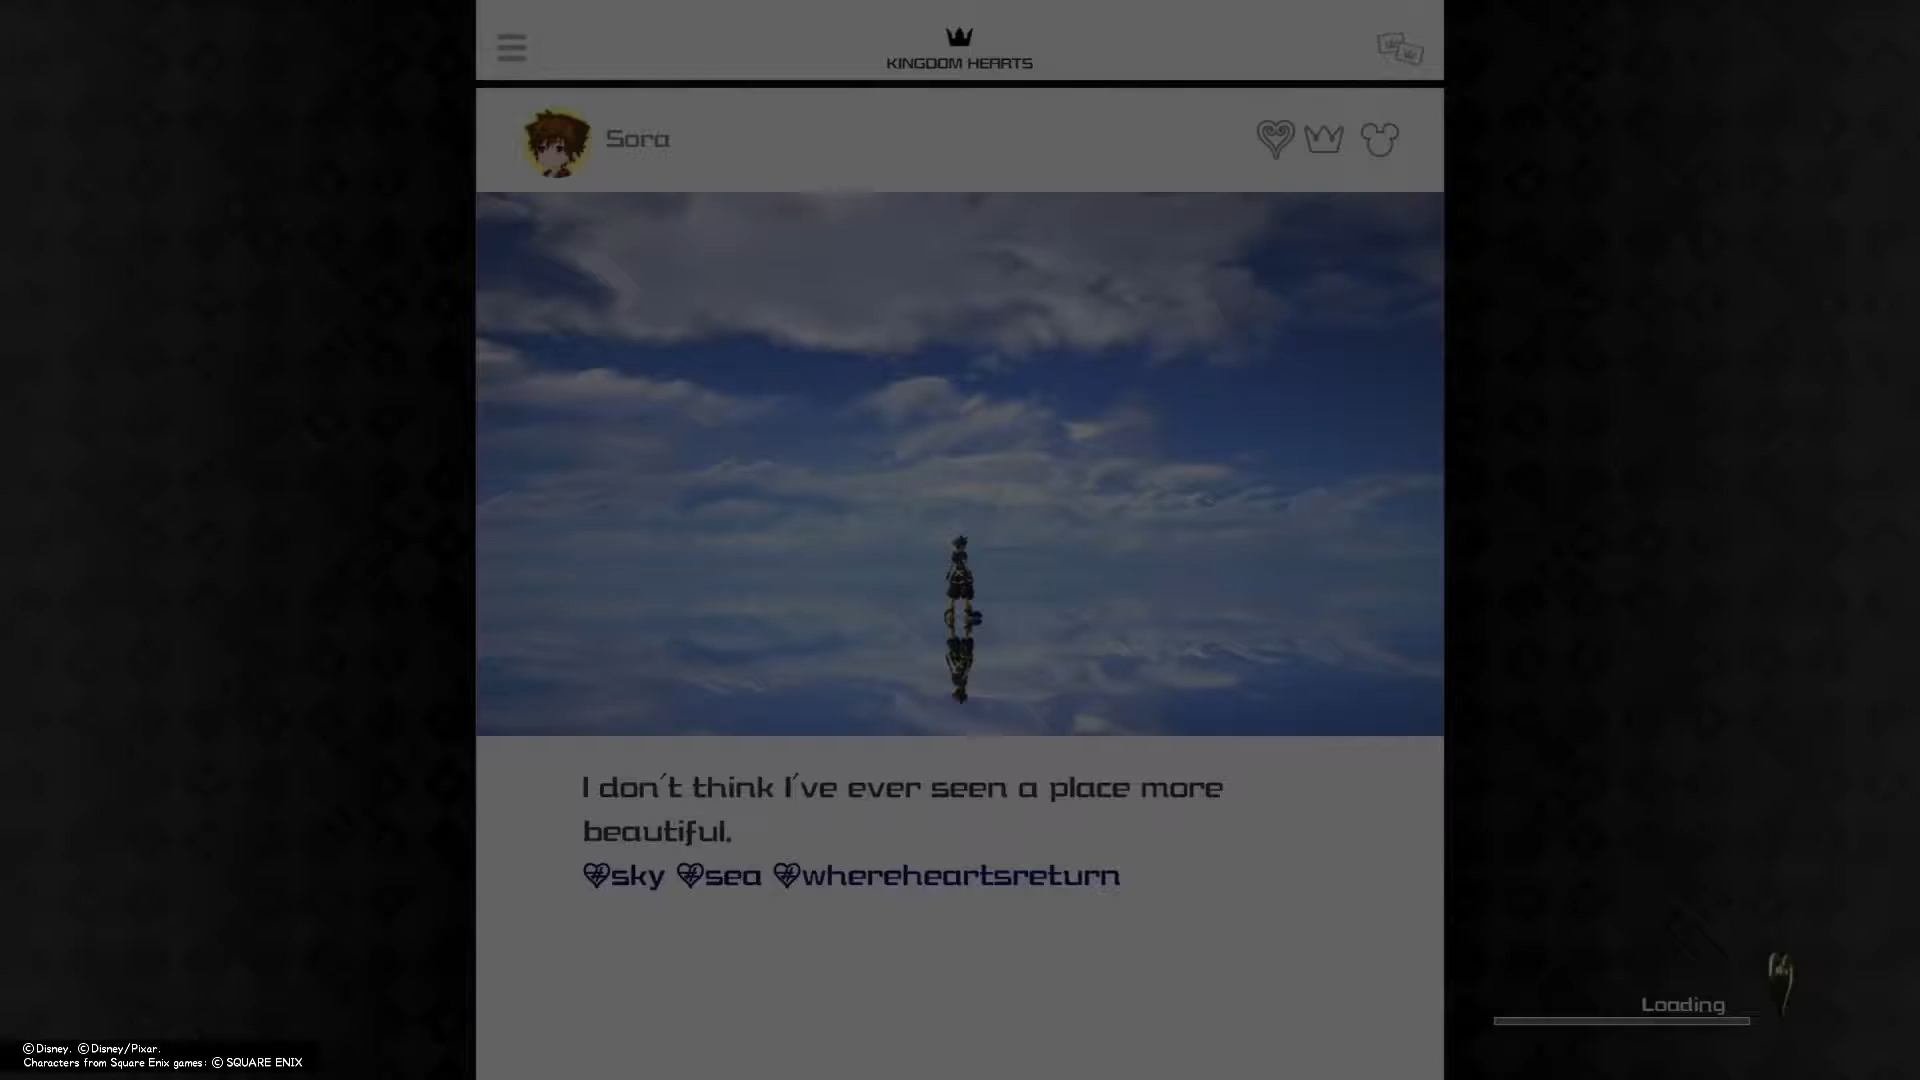 KINGDOM HEARTS
Sora
I don't think I've ever seen a place more
beautiful.
#sky #sea #whereheartsreturn
Loading
©Disney. ©Disney/Pixar.
Characters from Square Enix games: © SQUARE ENIX